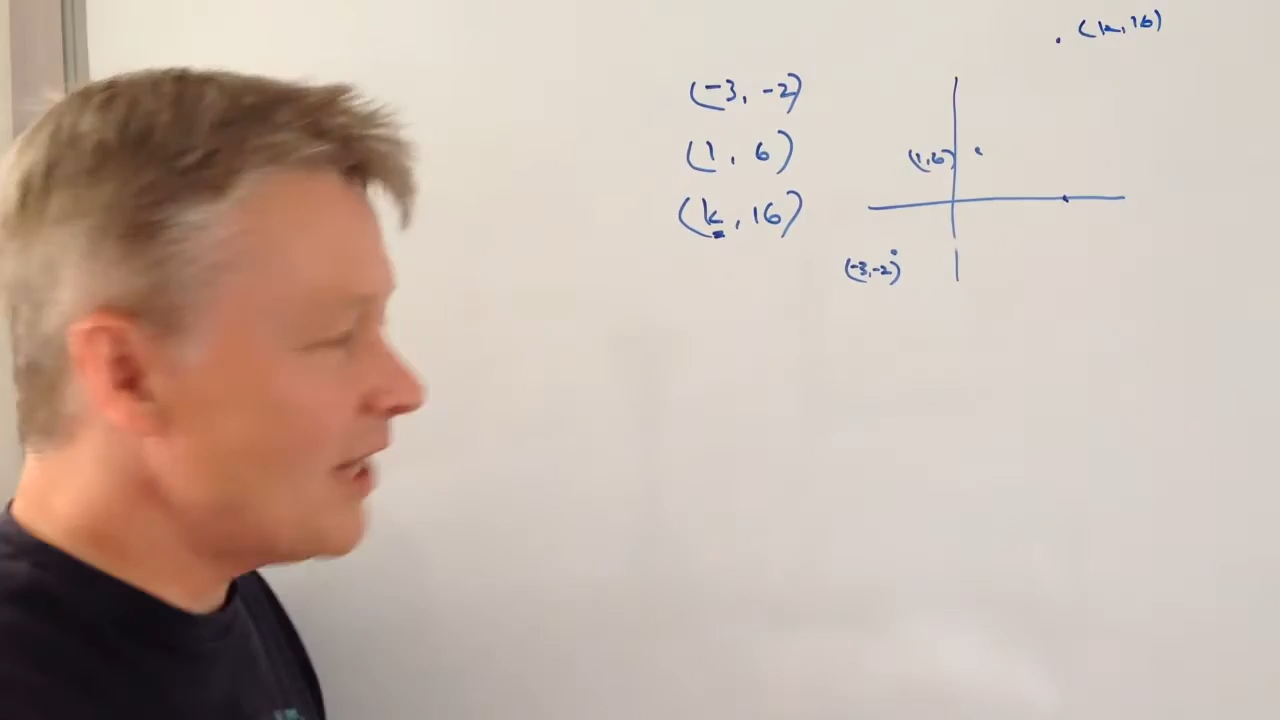 (k, 16)
(-3, -2)
(1, 6)
(k, 16)
(1, 6)
(-3, -2)